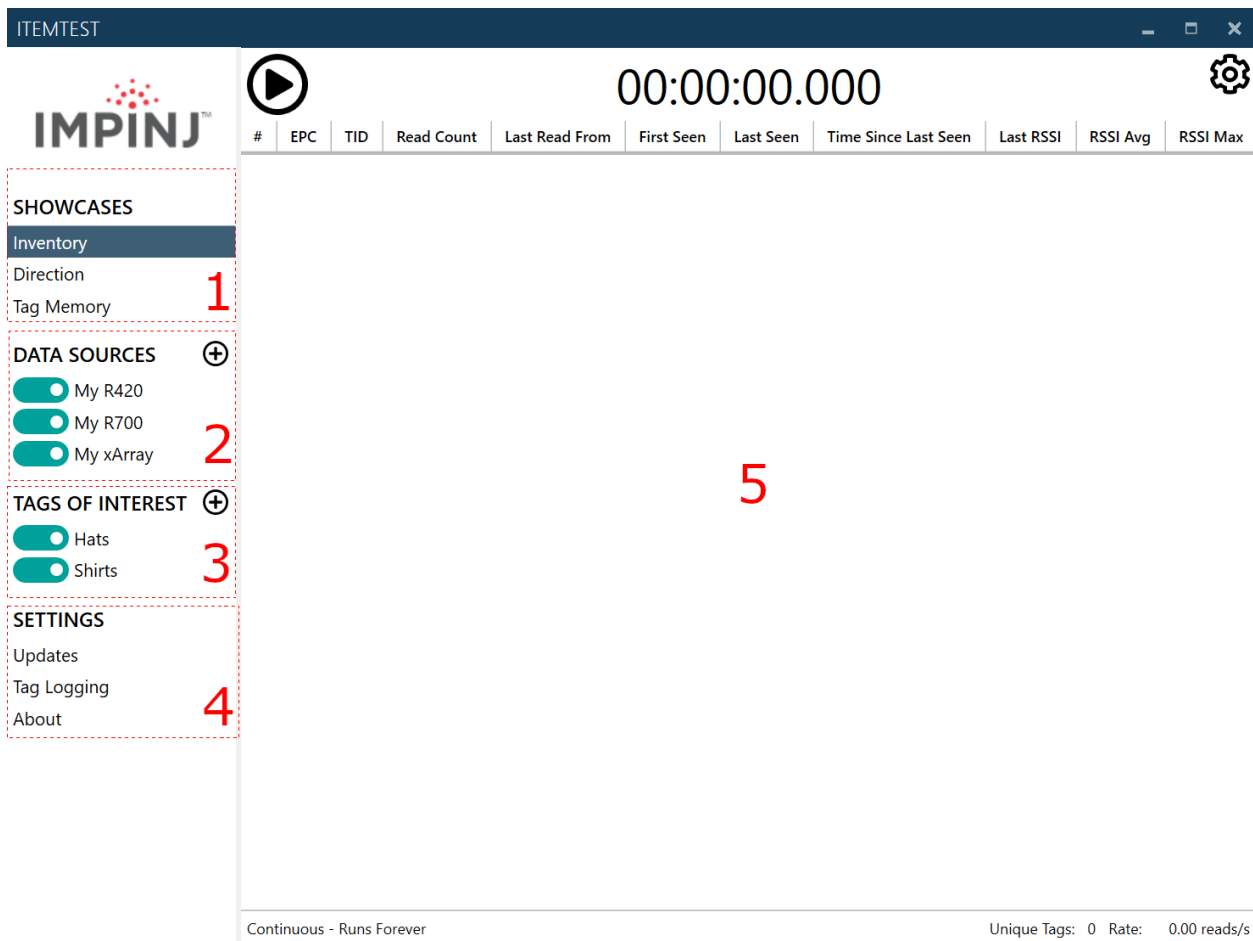 ITEMTEST
IMPINJ™
00:00:00.000
# EPC TID Read Count Last Read From First Seen Last Seen Time Since Last Seen Last RSSI RSSI Avg RSSI Max
SHOWCASES
Inventory
Direction
Tag Memory
1
DATA SOURCES
My R420
My R700
My xArray
2
TAGS OF INTEREST
Hats
Shirts
3
SETTINGS
Updates
Tag Logging
About
4
5
Continuous - Runs Forever
Unique Tags: 0 Rate: 0.00 reads/s